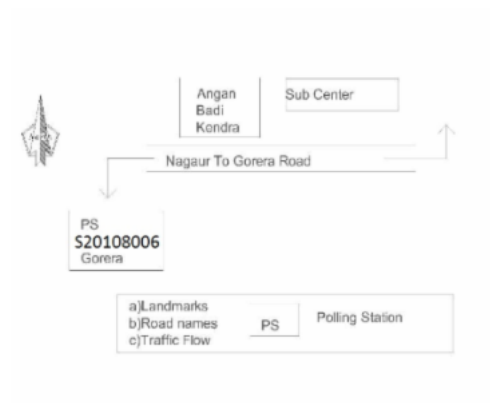 Angan
Badi
Kendra
Sub Center
Nagaur To Gorera Road
PS
S20108006
Gorera
a)Landmarks
b)Road names
c)Traffic Flow
PS
Polling Station